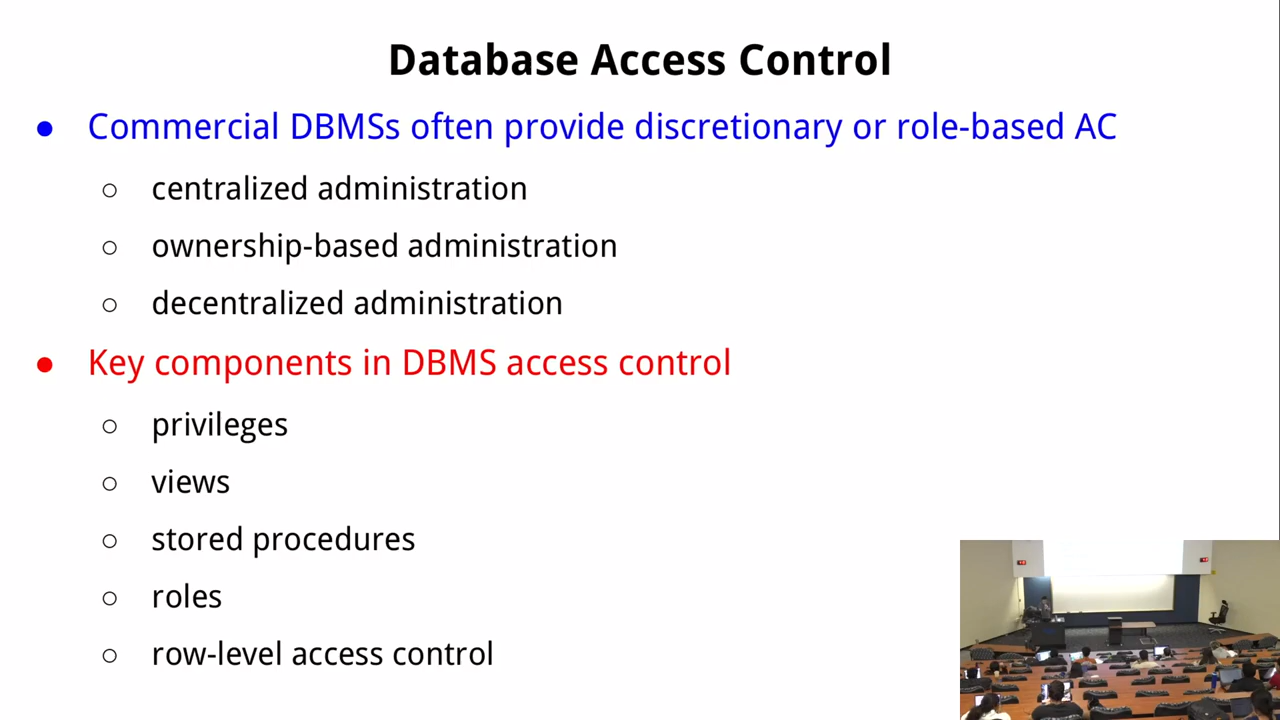 Database Access Control
● Commercial DBMSs often provide discretionary or role-based AC
○ centralized administration
○ ownership-based administration
○ decentralized administration
● Key components in DBMS access control
○ privileges
○ views
○ stored procedures
○ roles
○ row-level access control